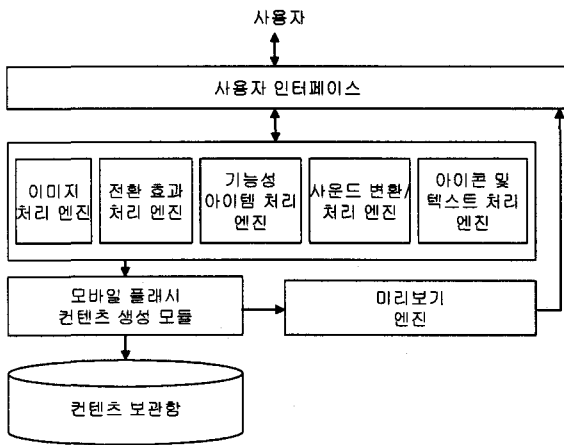 사용자
사용자 인터페이스
이미지
처리 엔진
전환 효과
처리 엔진
기능성
아이템 처리
엔진
사운드 변환/
처리 엔진
아이콘 및
텍스트 처리
엔진
모바일 플래시
컨텐츠 생성 모듈
미리보기
엔진
컨텐츠 보관함